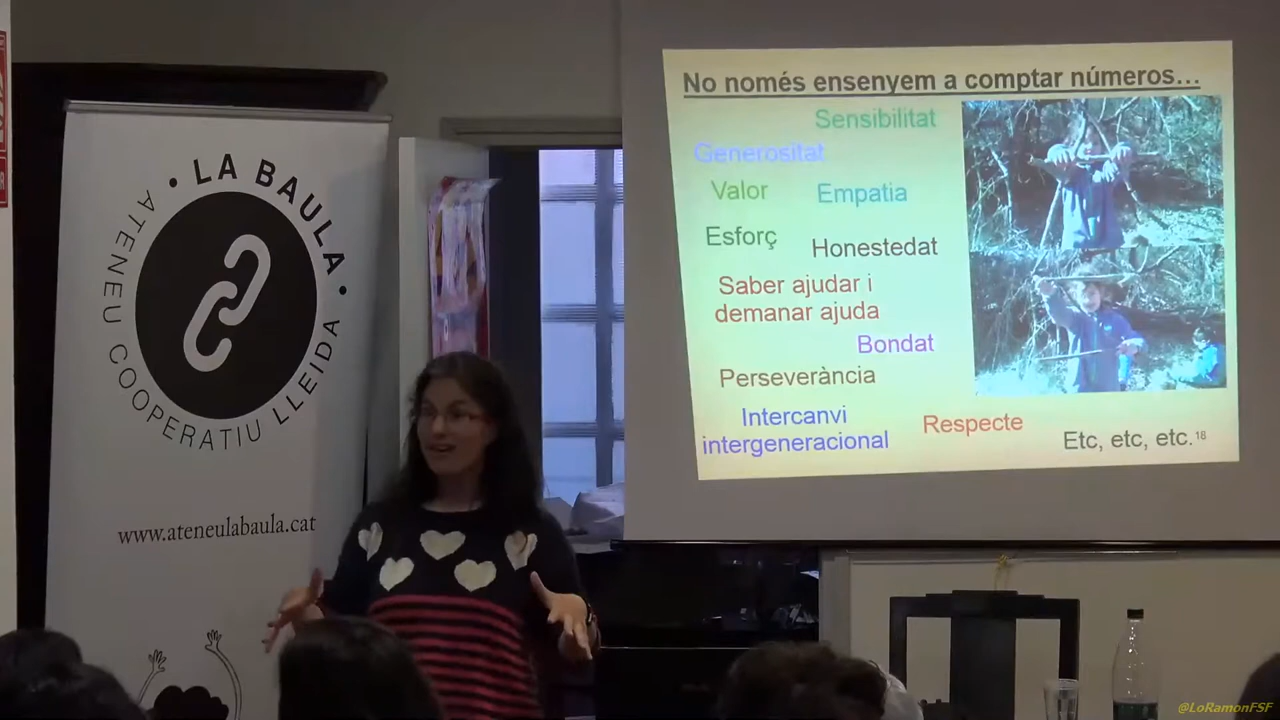 • LA BAULA •
ATENEU COOPERATIU LLEIDA
www.ateneulabaula.cat
No només ensenyem a comptar números...
Sensibilitat
Generositat
Valor
Empatia
Esforç
Honestedat
Saber ajudar i
demanar ajuda
Bondat
Perseverància
Intercanvi
intergeneracional
Respecte
Etc, etc, etc.18
@LoRamonFSF